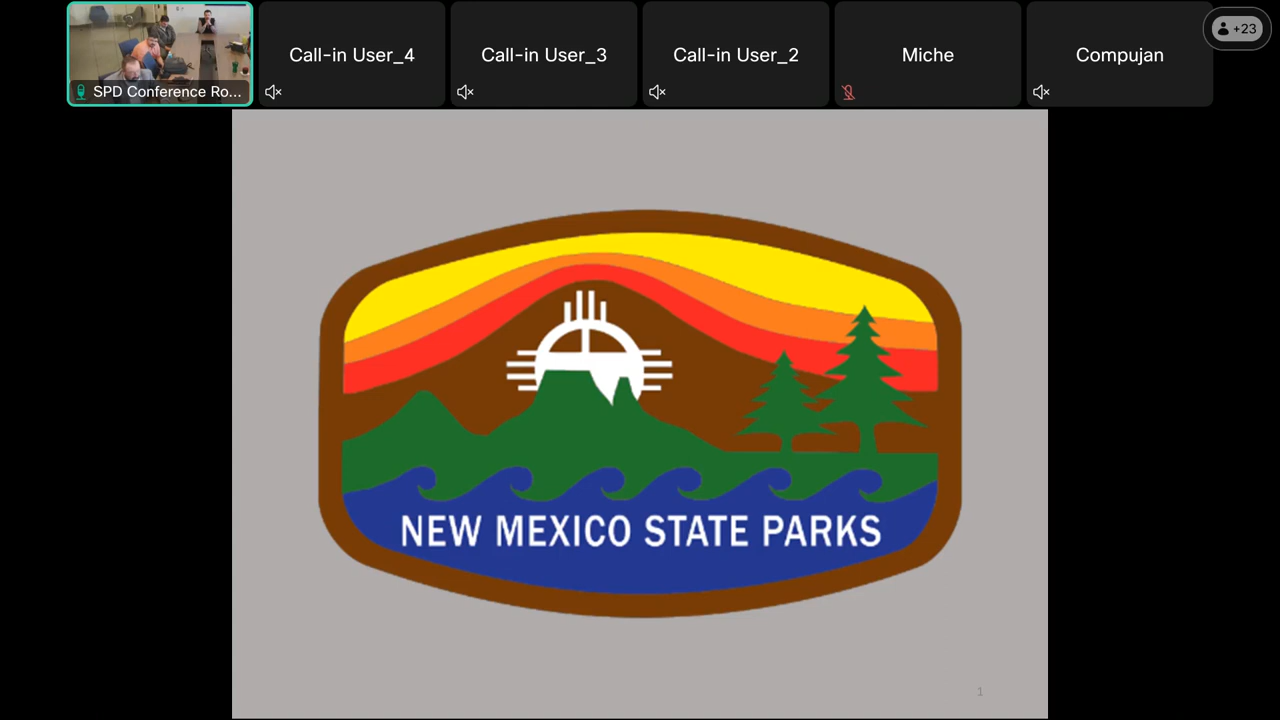 SPD Conference Ro...
Call-in User_4
Call-in User_3
Call-in User_2
Miche
Compujan
+23
NEW MEXICO STATE PARKS
1